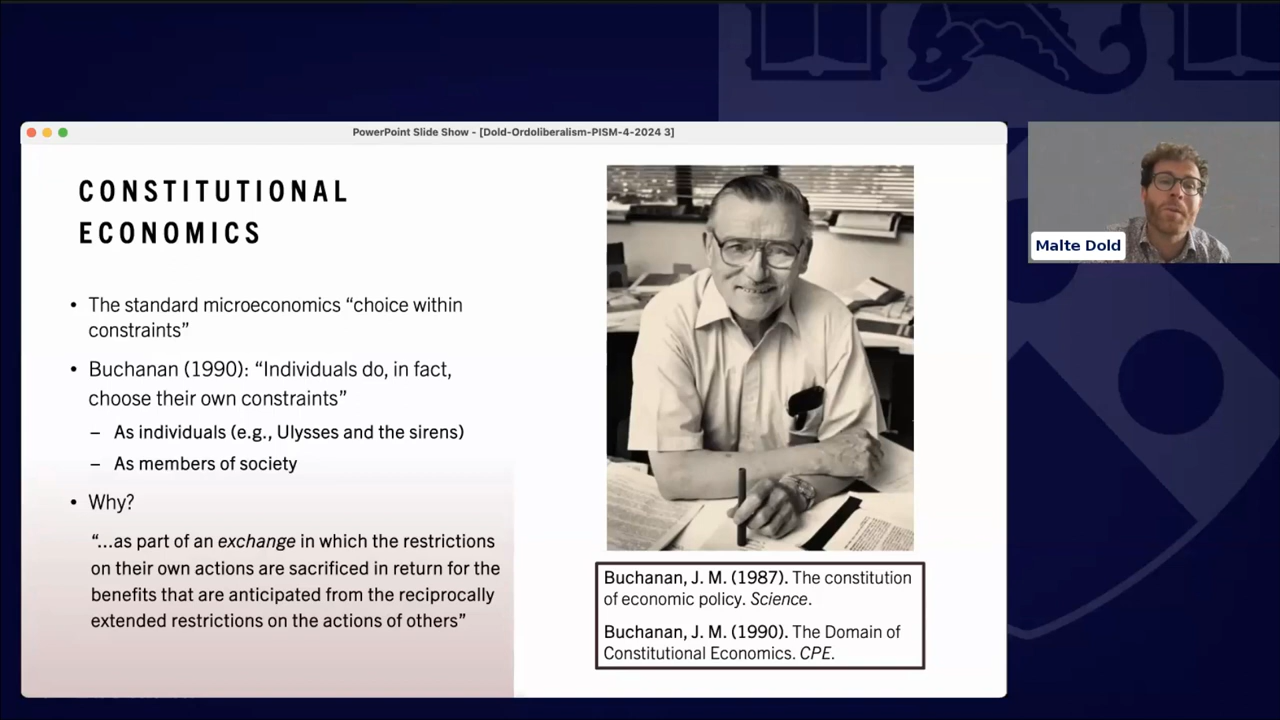 PowerPoint Slide Show - [Dold-Ordoliberalism-PISM-4-2024 3]
CONSTITUTIONAL
ECONOMICS
• The standard microeconomics “choice within
constraints”
• Buchanan (1990): “Individuals do, in fact,
choose their own constraints”
– As individuals (e.g., Ulysses and the sirens)
– As members of society
• Why?
“...as part of an exchange in which the restrictions
on their own actions are sacrificed in return for the
benefits that are anticipated from the reciprocally
extended restrictions on the actions of others”
Buchanan, J. M. (1987). The constitution
of economic policy. Science.
Buchanan, J. M. (1990). The Domain of
Constitutional Economics. CPE.
Malte Dold